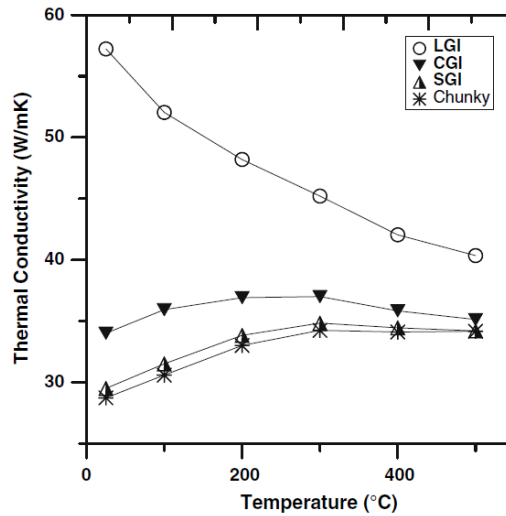 60
50
40
30
0
200
400
Thermal Conductivity (W/mK)
Temperature (°C)
LGI
CGI
SGI
Chunky